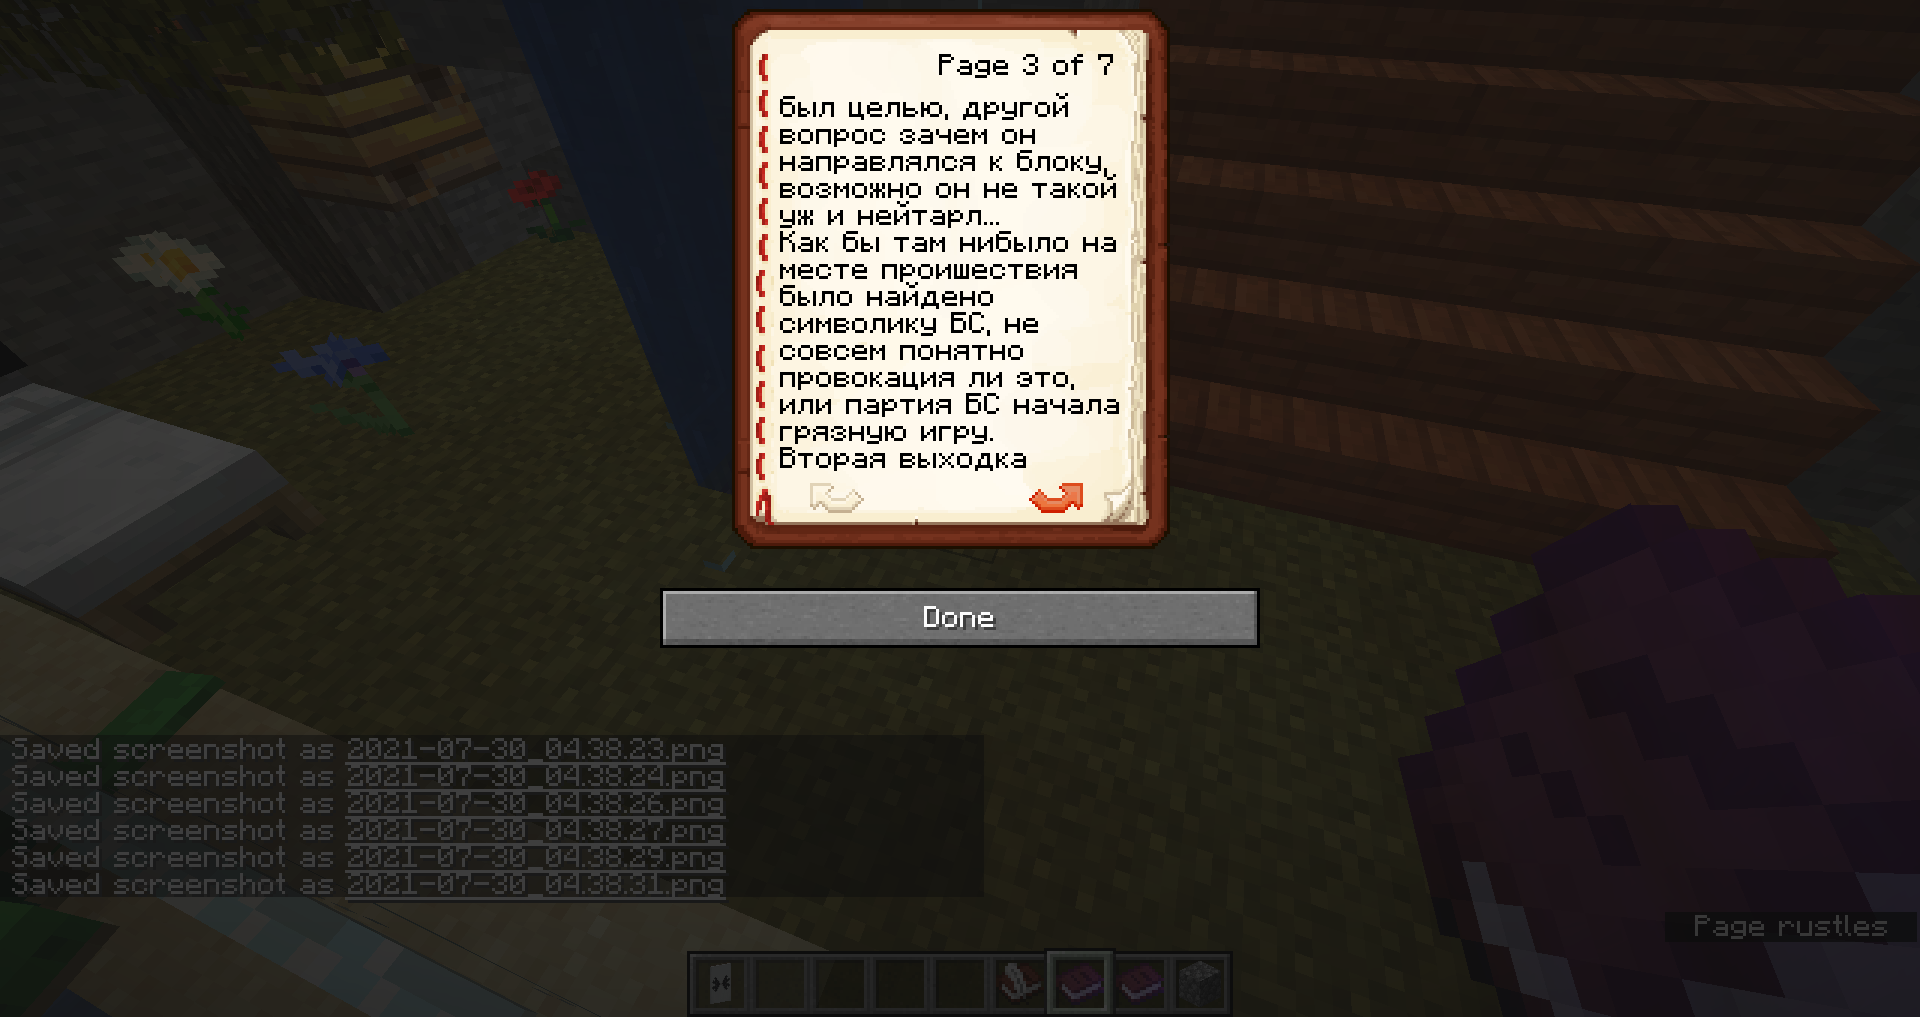 Page 3 of 7
был целью, другой
вопрос зачем он
направлялся к блоку,
возможно он не такой
уж и нейтарл...
Как бы там нибыло на
месте проишествия
было найдено
символику БС, не
совсем понятно
провокация ли это,
или партия БС начала
грязную игру.
Вторая выходка
Done
Saved screenshot as 2021-07-30_04.38.23.png
Saved screenshot as 2021-07-30_04.38.24.png
Saved screenshot as 2021-07-30_04.38.26.png
Saved screenshot as 2021-07-30_04.38.27.png
Saved screenshot as 2021-07-30_04.38.29.png
Saved screenshot as 2021-07-30_04.38.31.png
Page rustles